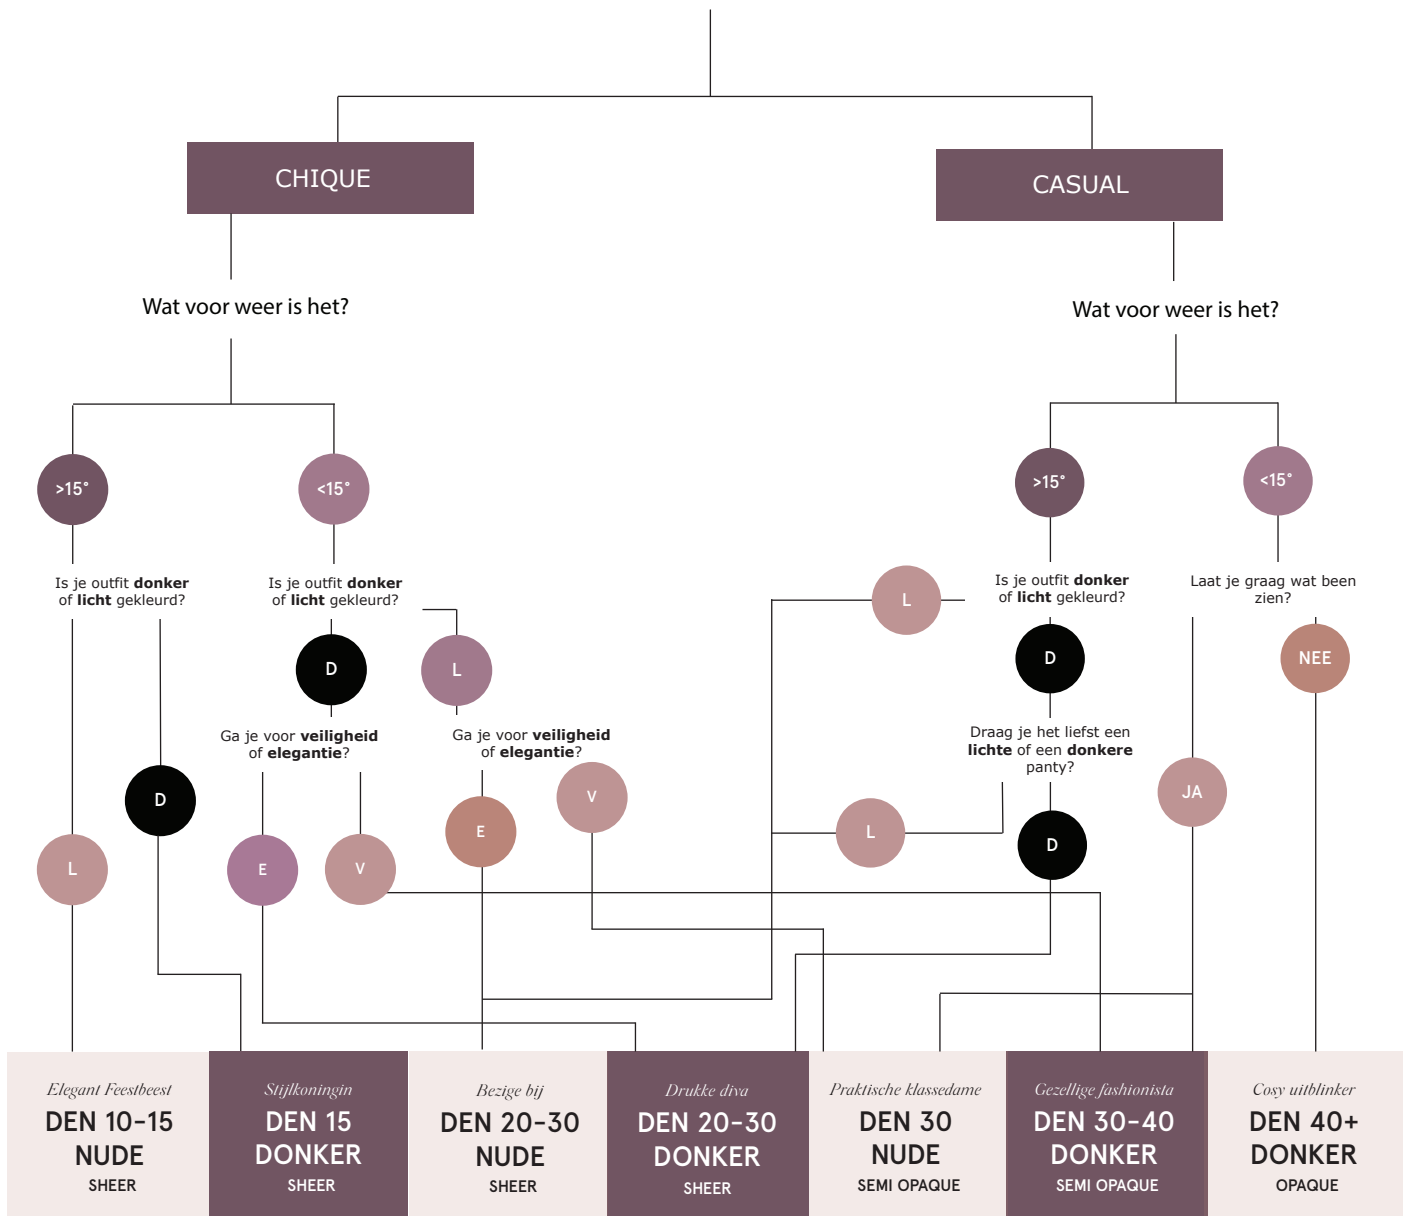 CHIQUE
CASUAL
Wat voor weer is het?
Wat voor weer is het?
>15°
<15°
>15°
<15°
Is je outfit donker
of licht gekleurd?
Is je outfit donker
of licht gekleurd?
L
Is je outfit donker
of licht gekleurd?
Laat je graag wat been
zien?
D
L
D
NEE
Ga je voor veiligheid
of elegantie?
Ga je voor veiligheid
of elegantie?
Draag je het liefst een
lichte of een donkere
panty?
D
E
V
L
D
JA
L
E
V
Elegant Feestbeest
DEN 10-15
NUDE
SHEER
Stijlkoningin
DEN 15
DONKER
SHEER
Bezige bij
DEN 20-30
NUDE
SHEER
Drukke diva
DEN 20-30
DONKER
SHEER
Praktische klassedame
DEN 30
NUDE
SEMI OPAQUE
Gezellige fashionista
DEN 30-40
DONKER
SEMI OPAQUE
Cosy uitblinker
DEN 40+
DONKER
OPAQUE